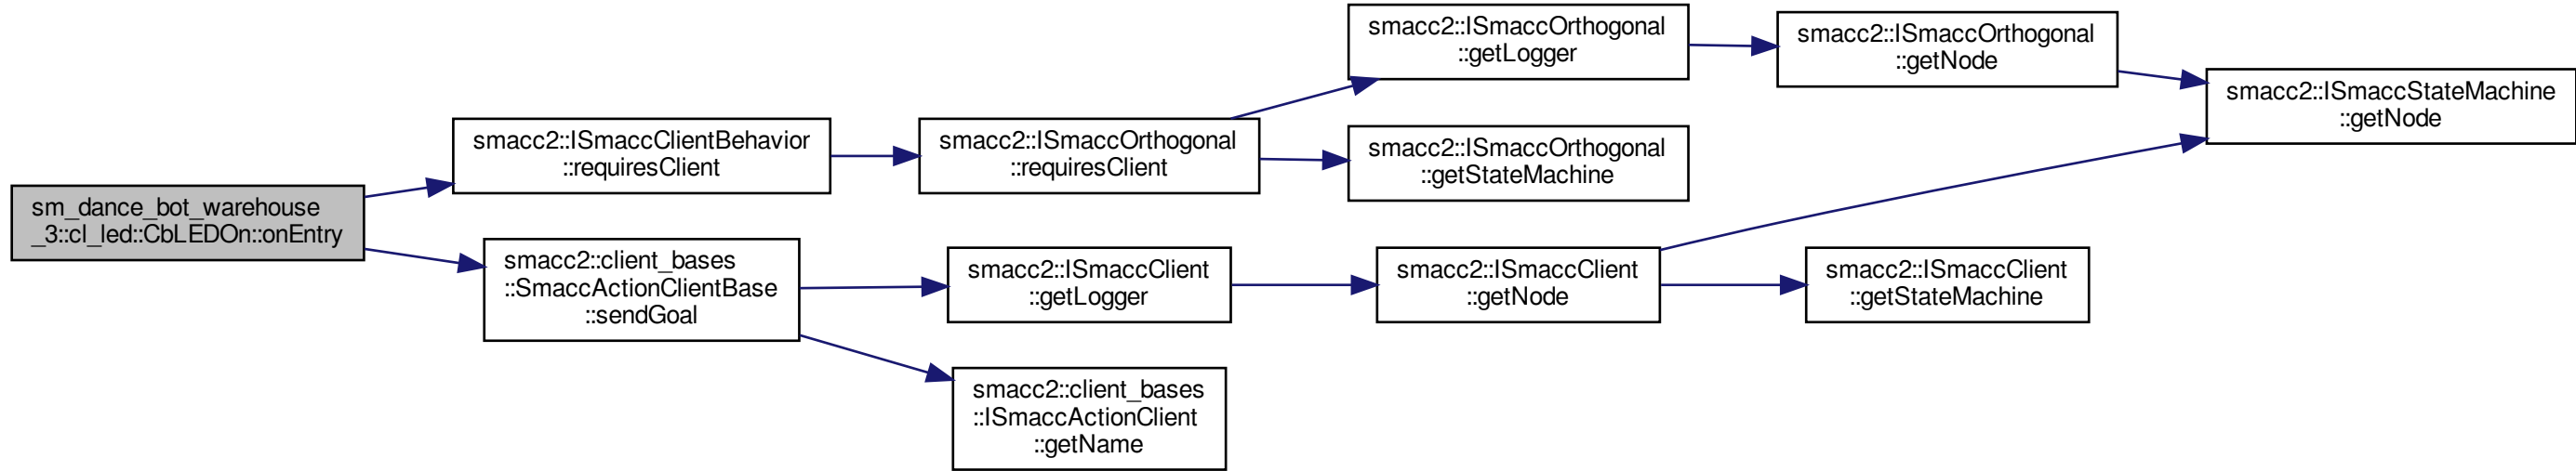 sm_dance_bot_warehouse
_3::cl_led::CbLEDOn::onEntry
smacc2::ISmaccClientBehavior
::requiresClient
smacc2::ISmaccOrthogonal
::requiresClient
smacc2::ISmaccOrthogonal
::getLogger
smacc2::ISmaccOrthogonal
::getNode
smacc2::ISmaccStateMachine
::getNode
smacc2::ISmaccOrthogonal
::getStateMachine
smacc2::client_bases
::SmaccActionClientBase
::sendGoal
smacc2::ISmaccClient
::getLogger
smacc2::ISmaccClient
::getNode
smacc2::ISmaccClient
::getStateMachine
smacc2::client_bases
::ISmaccActionClient
::getName